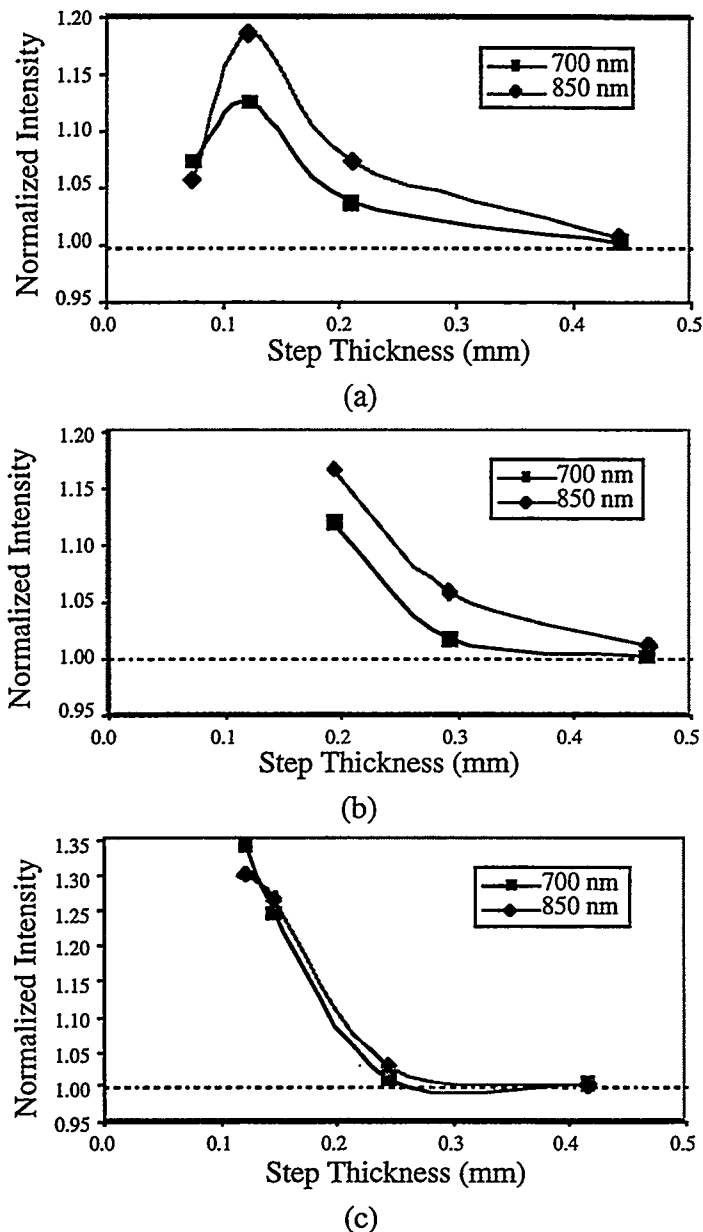 1.20
1.15
1.10
1.05
1.00
0.95
Normalized Intensity
700 nm
850 nm
0.0 0.1 0.2 0.3 0.4 0.5
Step Thickness (mm)
(a)
1.20
1.15
1.10
1.05
1.00
0.95
Normalized Intensity
700 nm
850 nm
0.0 0.1 0.2 0.3 0.4 0.5
Step Thickness (mm)
(b)
1.35
1.30
1.25
1.20
1.15
1.10
1.05
1.00
0.95
Normalized Intensity
700 nm
850 nm
0.0 0.1 0.2 0.3 0.4 0.5
Step Thickness (mm)
(c)